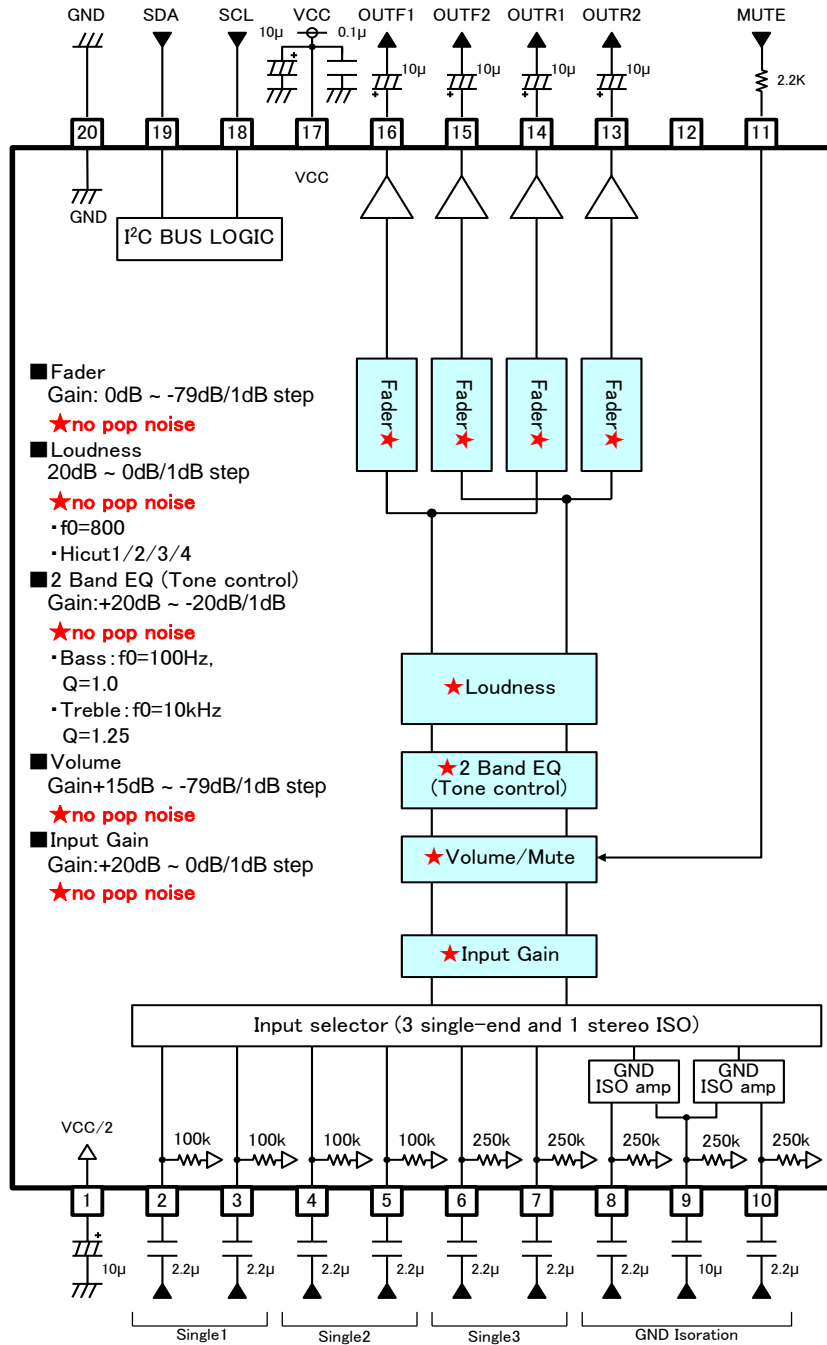 GND SDA SCL VCC OUTF1 OUTF2 OUTR1 OUTR2 MUTE
10μ 0.1μ 10μ 10μ 10μ 10μ 2.2K
+ + + + +
20 19 18 17 16 15 14 13 12 11
VCC
GND
I²C BUS LOGIC
■Fader
Gain: 0dB ~ -79dB/1dB step
★no pop noise
■Loudness
20dB ~ 0dB/1dB step
★no pop noise
・f0=800
・Hicut1/2/3/4
■2 Band EQ (Tone control)
Gain:+20dB ~ -20dB/1dB
★no pop noise
・Bass:f0=100Hz,
Q=1.0
・Treble:f0=10kHz
Q=1.25
■Volume
Gain+15dB ~ -79dB/1dB step
★no pop noise
■Input Gain
Gain:+20dB ~ 0dB/1dB step
★no pop noise
Fader★ Fader★ Fader★ Fader★
★Loudness
★2 Band EQ
(Tone control)
★Volume/Mute
★Input Gain
Input selector (3 single-end and 1 stereo ISO)
GND
ISO amp
GND
ISO amp
VCC/2
100k 100k 100k 100k 250k 250k 250k 250k 250k
1 2 3 4 5 6 7 8 9 10
+
10μ 2.2μ 2.2μ 2.2μ 2.2μ 2.2μ 2.2μ 2.2μ 10μ 2.2μ
Single1 Single2 Single3 GND Isoration